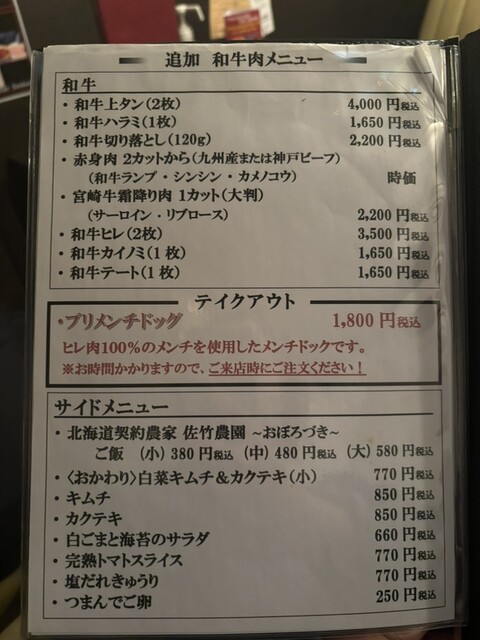 追加 和牛肉メニュー
和牛
・和牛上タン(2枚) 4,000円税込
・和牛ハラミ(1枚) 1,650円税込
・和牛切り落とし(120g) 2,200円税込
・赤身肉 2カットから(九州産または神戸ビーフ)
(和牛ランプ・シンシン・カメノコウ) 時価
・宮崎牛霜降り肉 1カット(大判)
(サーロイン・リブロース) 2,200円税込
・和牛ヒレ(2枚) 3,500円税込
・和牛カイノミ(1枚) 1,650円税込
・和牛テート(1枚) 1,650円税込
テイクアウト
・プリメンチドッグ 1,800円税込
ヒレ肉100%のメンチを使用したメンチドックです。
※お時間かかりますので、ご来店時にご注文ください!
サイドメニュー
・北海道契約農家 佐竹農園 ~おぼろづき~
ご飯 (小)380円税込 (中)480円税込 (大)580円税込
・〈おかわり〉白菜キムチ&カクテキ(小) 770円税込
・キムチ 850円税込
・カクテキ 850円税込
・白ごまと海苔のサラダ 660円税込
・完熟トマトスライス 770円税込
・塩だれきゅうり 770円税込
・つまんでご卵 250円税込